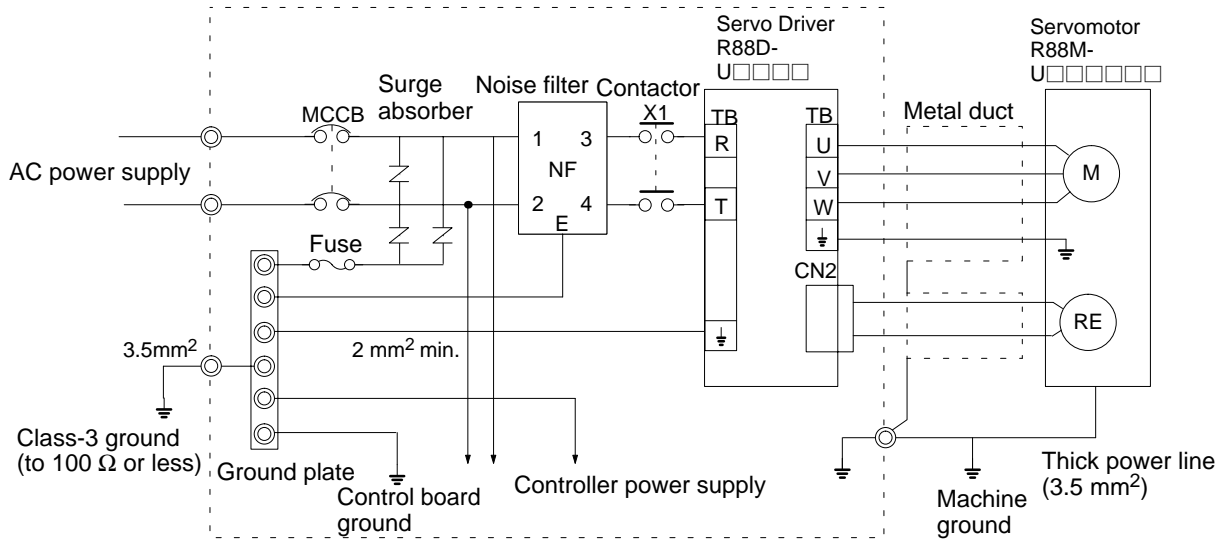 Servo Driver
R88D-
U□□□□
Servomotor
R88M-
U□□□□□□
Surge
absorber
Noise filter
Contactor
MCCB
X1
TB
TB
Metal duct
1
3
R
U
AC power supply
NF
V
M
2
4
T
W
E
Fuse
CN2
RE
3.5mm²
2 mm² min.
Class-3 ground
(to 100 Ω or less)
Ground plate
Control board
ground
Controller power supply
Machine
ground
Thick power line
(3.5 mm²)